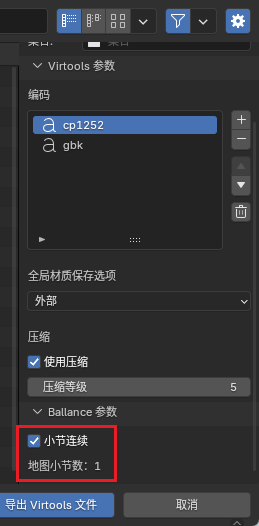 Virtools 参数
编码
cp1252
gbk
全局材质保存选项
外部
压缩
使用压缩
压缩等级 5
Ballance 参数
小节连续
地图小节数：1
导出 Virtools 文件 取消